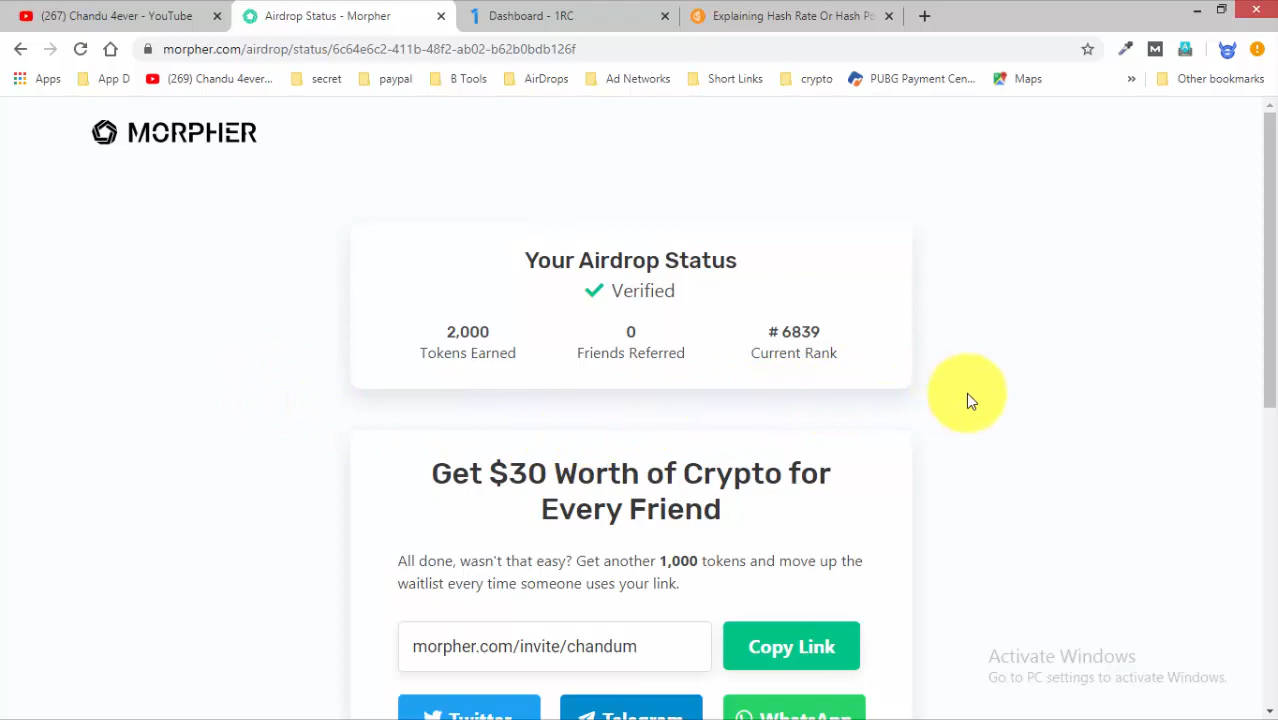 (267) Chandu 4ever - YouTube
Airdrop Status - Morpher
Dashboard - 1RC
Explaining Hash Rate Or Hash Po
morpher.com/airdrop/status/6c64e6c2-411b-48f2-ab02-b62b0bdb126f
Apps
App D
(269) Chandu 4ever...
secret
paypal
B Tools
AirDrops
Ad Networks
Short Links
crypto
PUBG Payment Cen...
Maps
Other bookmarks
MORPHER
Your Airdrop Status
Verified
2,000
0
# 6839
Tokens Earned
Friends Referred
Current Rank
Get $30 Worth of Crypto for
Every Friend
All done, wasn't that easy? Get another 1,000 tokens and move up the
waitlist every time someone uses your link.
morpher.com/invite/chandum
Copy Link
Activate Windows
Go to PC settings to activate Windows.
Twitter
Telegram
WhatsApp